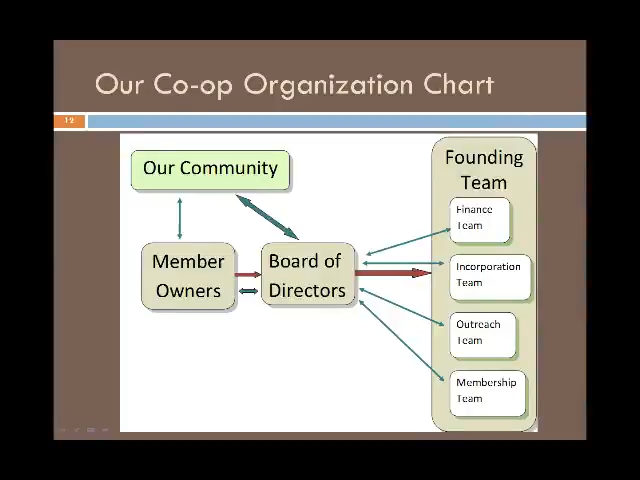 Our Co-op Organization Chart
12
Our Community
Member
Owners
Board of
Directors
Founding
Team
Finance
Team
Incorporation
Team
Outreach
Team
Membership
Team